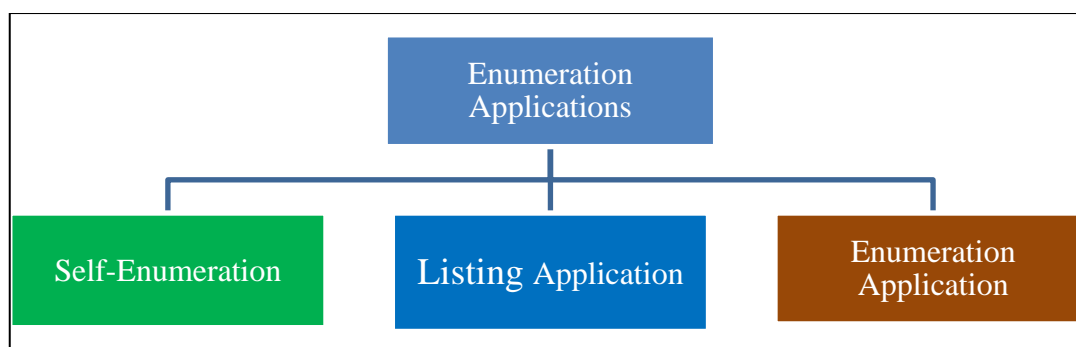 Enumeration
Applications
Self-Enumeration
Listing Application
Enumeration
Application